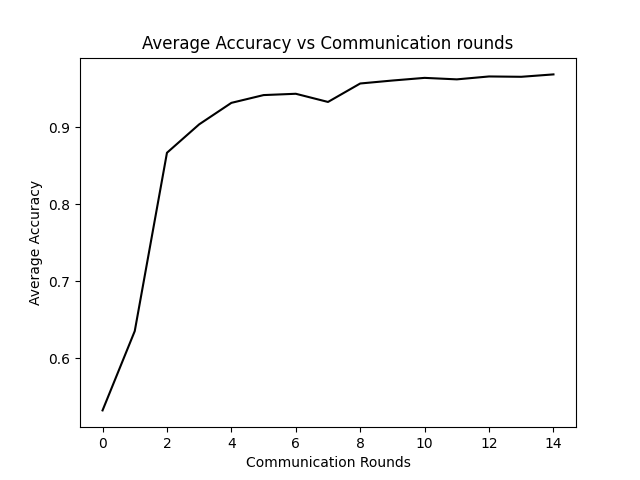 Average Accuracy vs Communication rounds
Average Accuracy
0.9
0.8
0.7
0.6
0 2 4 6 8 10 12 14
Communication Rounds